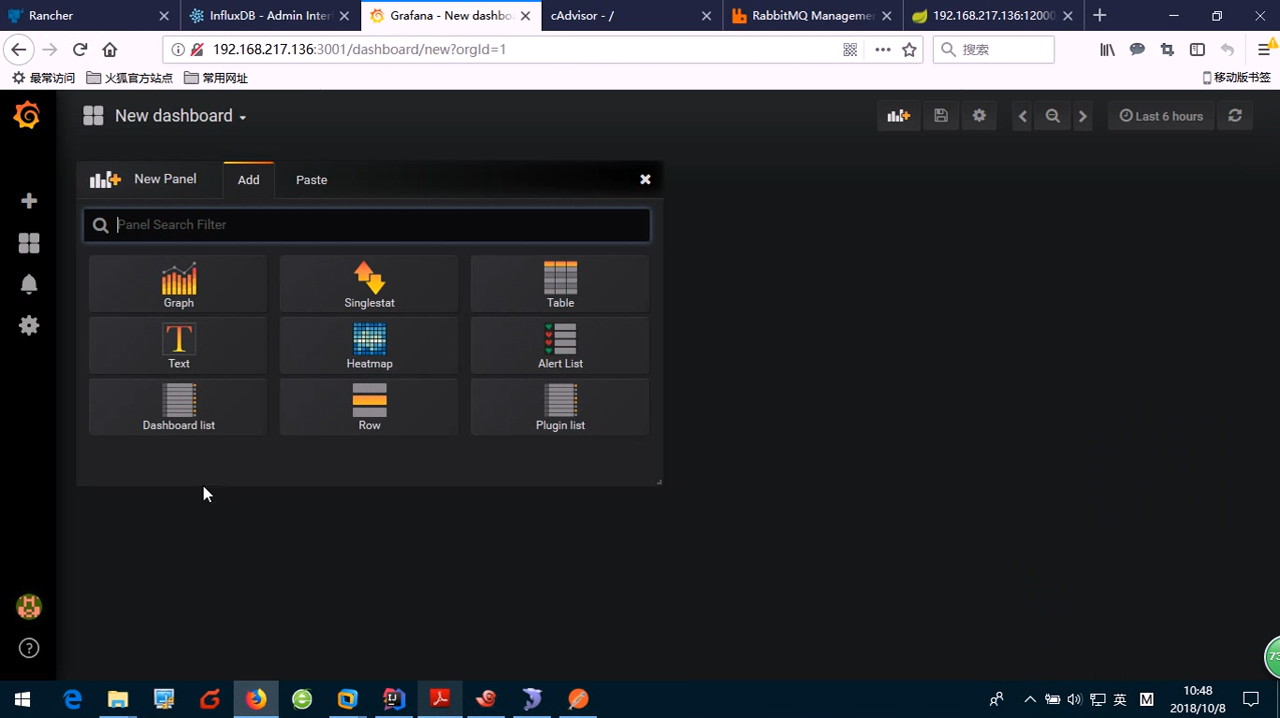 Rancher
InfluxDB - Admin Inter
Grafana - New dashbo
cAdvisor - /
RabbitMQ Manageme
192.168.217.136:12000
192.168.217.136:3001/dashboard/new?orgId=1
搜索
最常访问
火狐官方站点
常用网址
移动版书签
New dashboard
Last 6 hours
New Panel
Add
Paste
Panel Search Filter
Graph
Singlestat
Table
Text
Heatmap
Alert List
Dashboard list
Row
Plugin list
73
英
M
10:48
2018/10/8